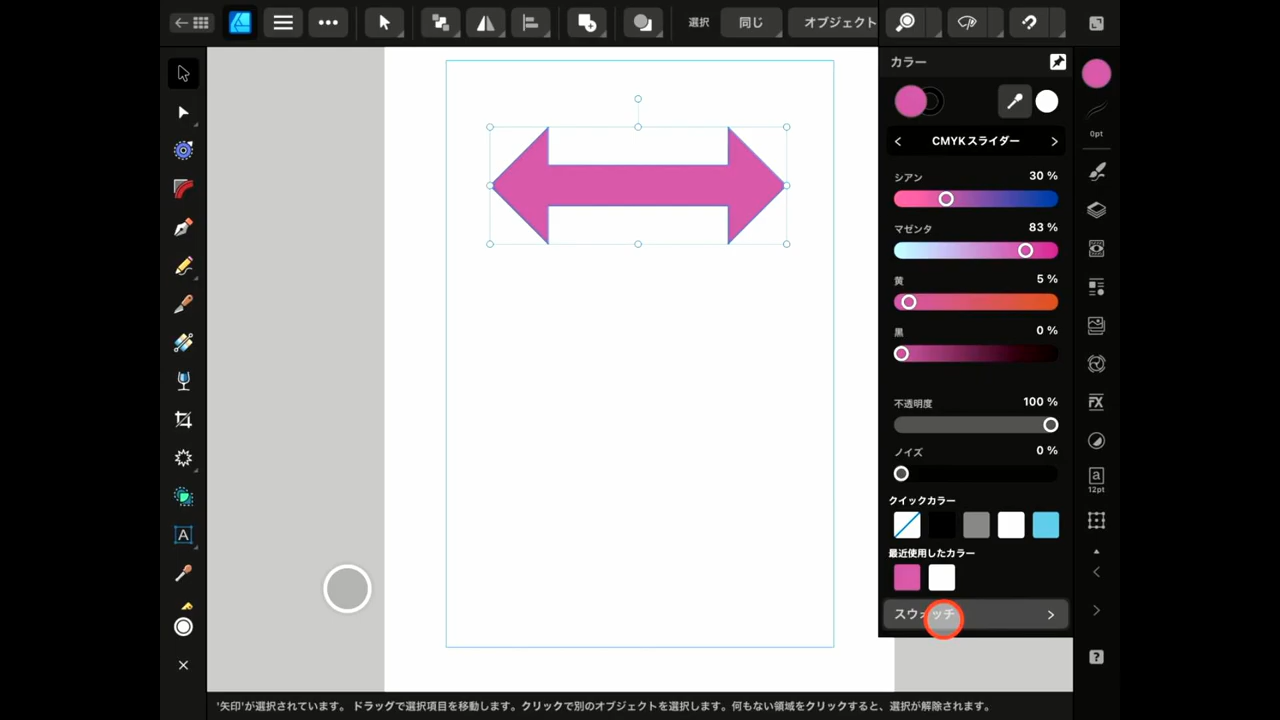 選択
同じ
オブジェクト
カラー
CMYKスライダー
シアン
30 %
マゼンタ
83 %
黄
5 %
黒
0 %
不透明度
100 %
ノイズ
0 %
クイックカラー
最近使用したカラー
スウォッチ
0pt
a
12pt
FX
A
?
'矢印'が選択されています。 ドラッグで選択項目を移動します。クリックで別のオブジェクトを選択します。何もない領域をクリックすると、選択が解除されます。